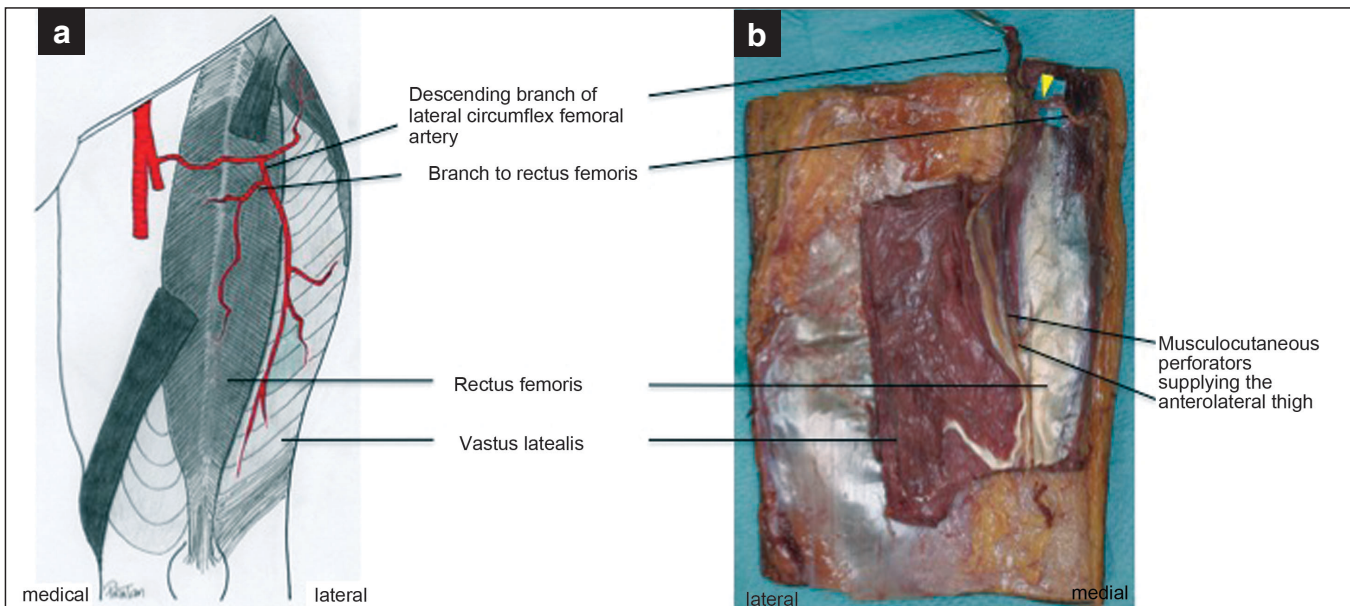 a
b
Descending branch of
lateral circumflex femoral
artery
Branch to rectus femoris
Rectus femoris
Vastus latealis
Musculocutaneous
perforators
supplying the
anterolateral thigh
medical
lateral
lateral
medial